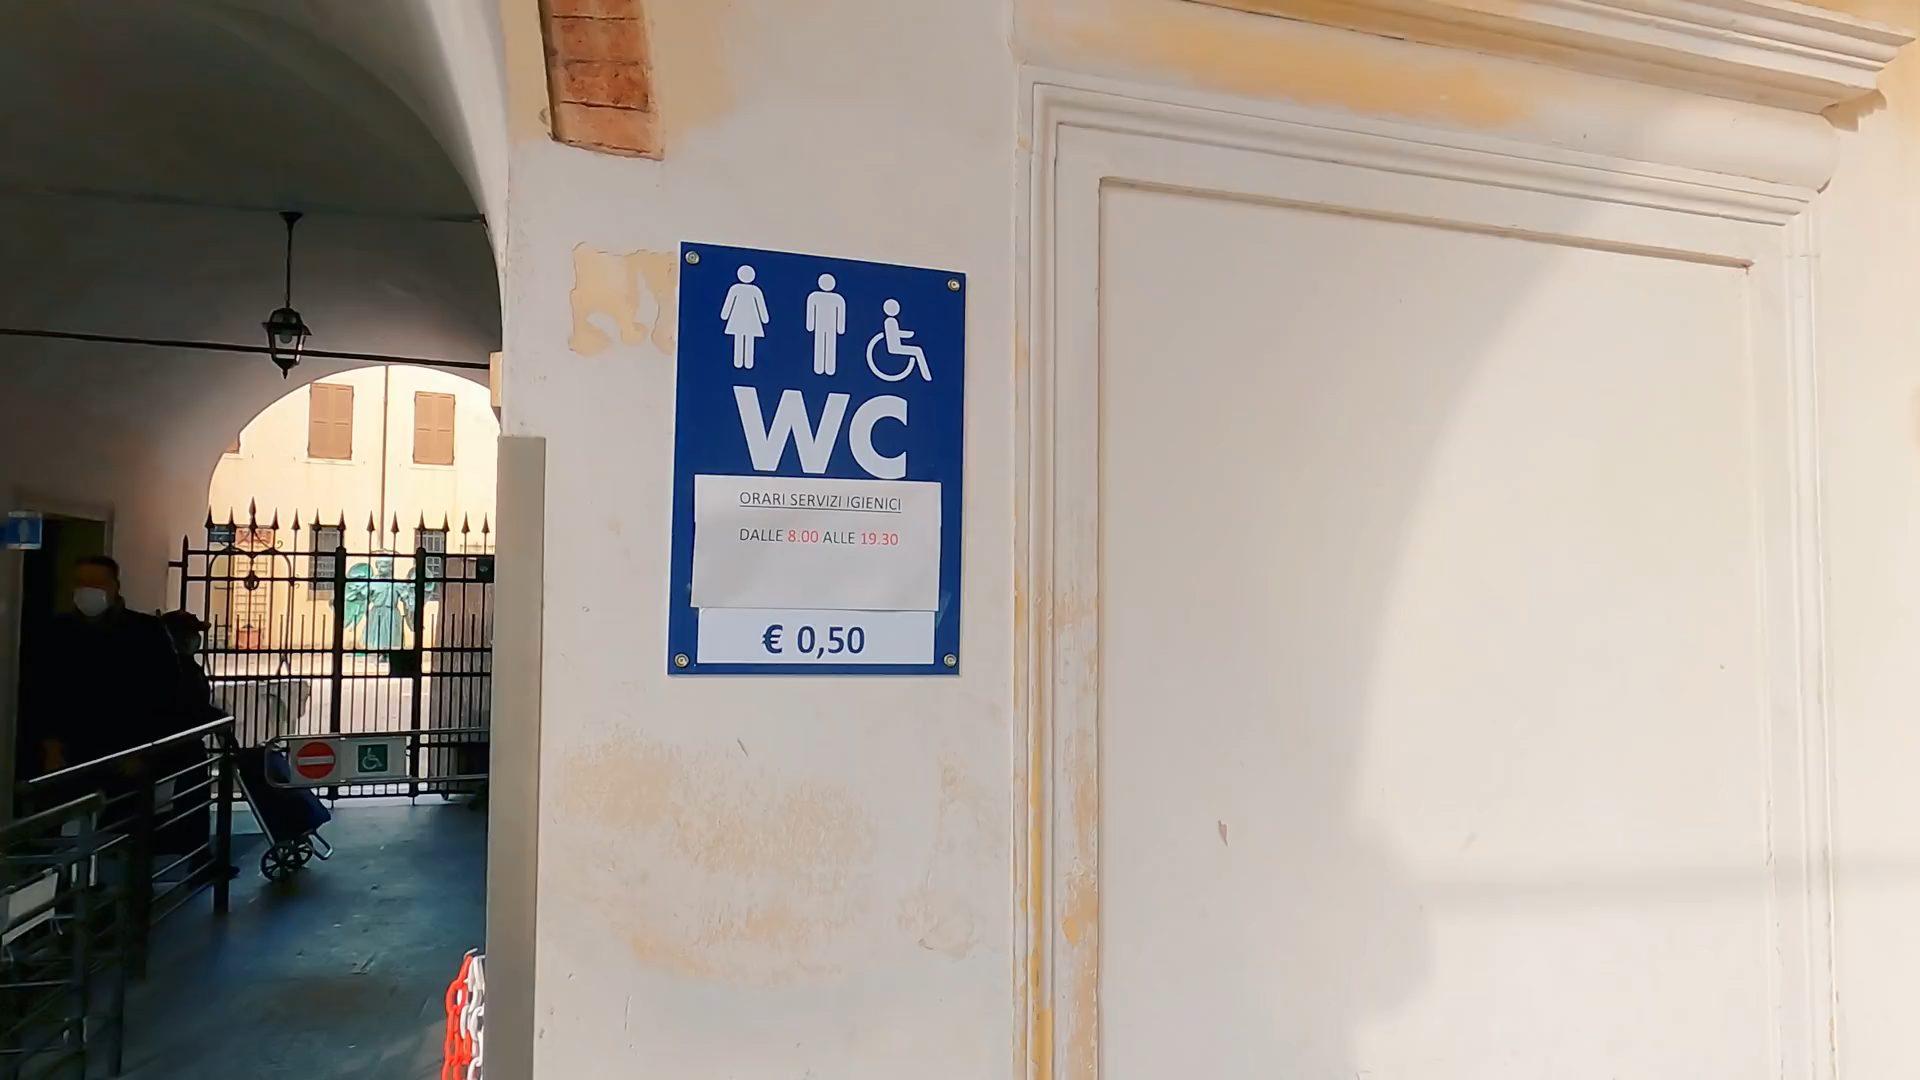 WC
ORARI SERVIZI IGIENICI
DALLE 8.00 ALLE 19.30
€ 0,50